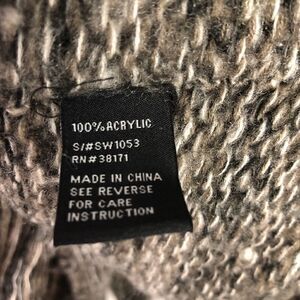 100% ACRYLIC
S/#SW1053
RN#38171
MADE IN CHINA
SEE REVERSE
FOR CARE
INSTRUCTION